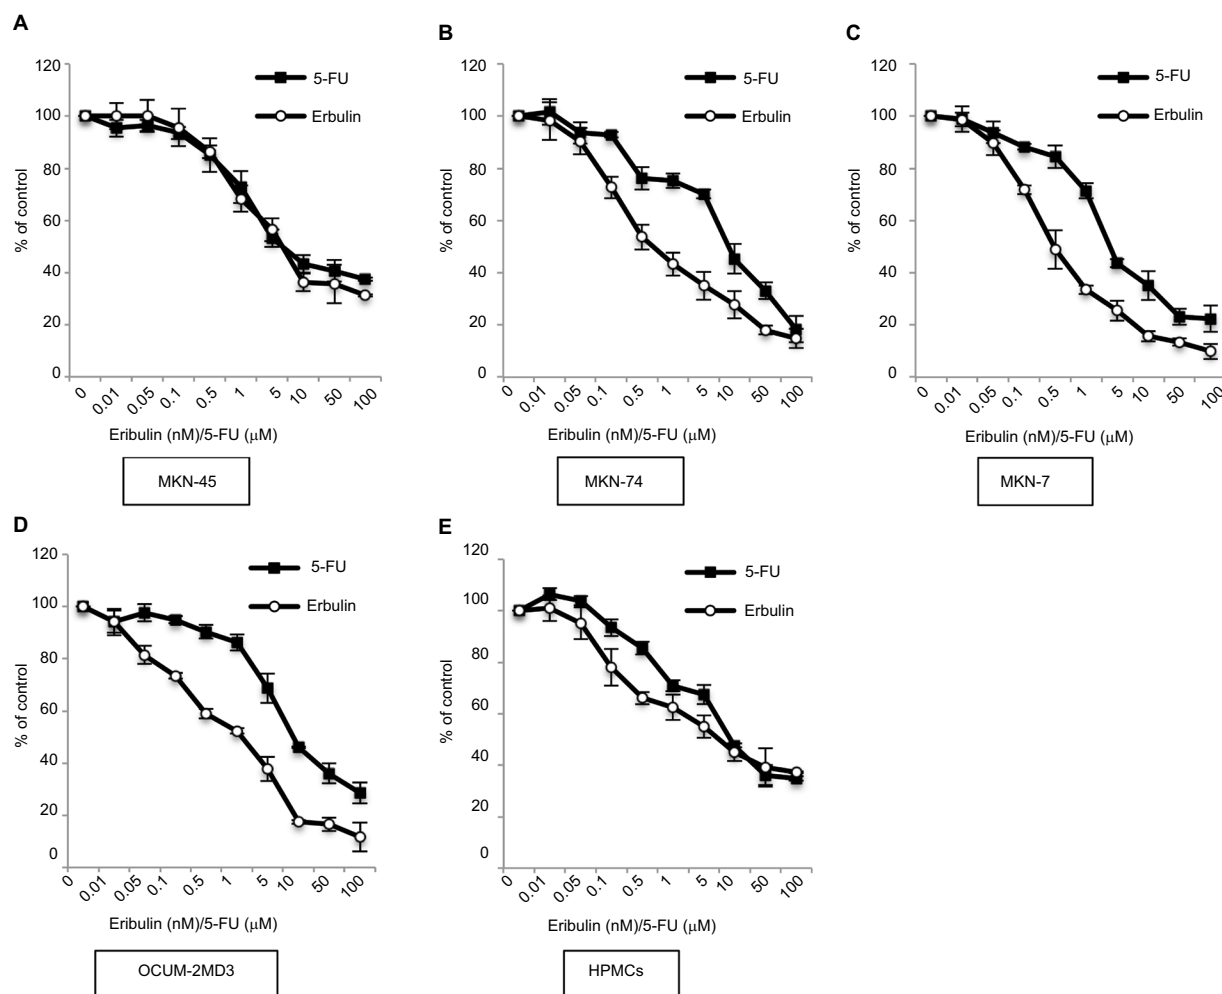 A
120
100
80
60
40
20
0
% of control
5-FU
Erbulin
0 0.01 0.05 0.1 0.5 1 5 10 50 100
Eribulin (nM)/5-FU (μM)
MKN-45
B
120
100
80
60
40
20
0
% of control
5-FU
Erbulin
0 0.01 0.05 0.1 0.5 1 5 10 50 100
Eribulin (nM)/5-FU (μM)
MKN-74
C
120
100
80
60
40
20
0
% of control
5-FU
Erbulin
0 0.01 0.05 0.1 0.5 1 5 10 50 100
Eribulin (nM)/5-FU (μM)
MKN-7
D
120
100
80
60
40
20
0
% of control
5-FU
Erbulin
0 0.01 0.05 0.1 0.5 1 5 10 50 100
Eribulin (nM)/5-FU (μM)
OCUM-2MD3
E
120
100
80
60
40
20
0
% of control
5-FU
Erbulin
0 0.01 0.05 0.1 0.5 1 5 10 50 100
Eribulin (nM)/5-FU (μM)
HPMCs